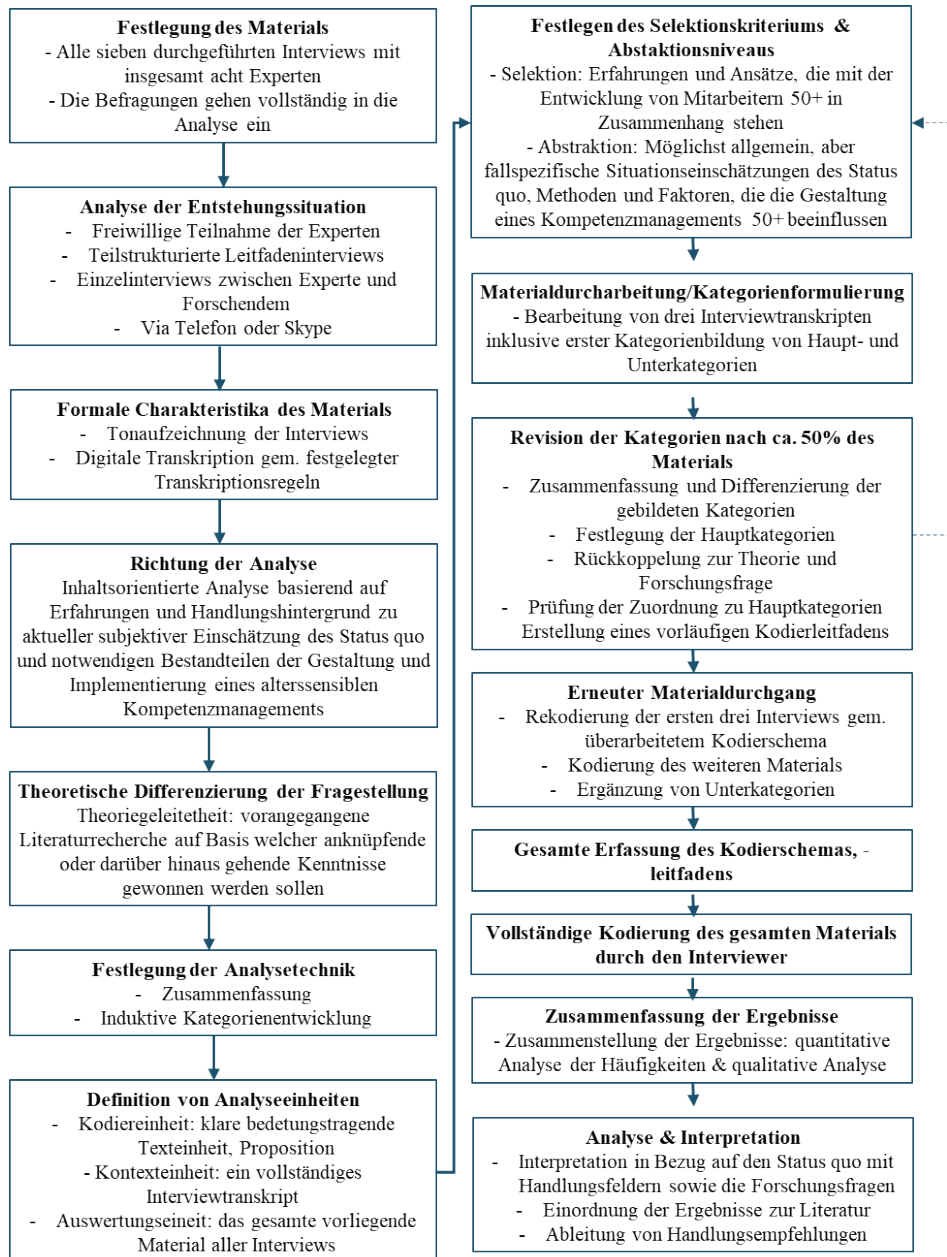 Festlegung des Materials
- Alle sieben durchgeführten Interviews mit
insgesamt acht Experten
- Die Befragungen gehen vollständig in die
Analyse ein
Analyse der Entstehungssituation
- Freiwillige Teilnahme der Experten
- Teilstrukturierte Leitfadeninterviews
- Einzelinterviews zwischen Experte und
Forschendem
- Via Telefon oder Skype
Formale Charakteristika des Materials
- Tonaufzeichnung der Interviews
- Digitale Transkription gem. festgelegter
Transkriptionsregeln
Richtung der Analyse
Inhaltsorientierte Analyse basierend auf
Erfahrungen und Handlungshintergrund zu
aktueller subjektiver Einschätzung des Status quo
und notwendigen Bestandteilen der Gestaltung und
Implementierung eines alterssensiblen
Kompetenzmanagements
Theoretische Differenzierung der Fragestellung
Theoriegeleitetheit: vorangegangene
Literaturrecherche auf Basis welcher anknüpfende
oder darüber hinaus gehende Kenntnisse
gewonnen werden sollen
Festlegung der Analysetechnik
- Zusammenfassung
- Induktive Kategorienentwicklung
Definition von Analyseeinheiten
- Kodiereinheit: klare bedetungstragende
Texteinheit, Proposition
- Kontexteinheit: ein vollständiges
Interviewtranskript
- Auswertungseineit: das gesamte vorliegende
Material aller Interviews
Festlegen des Selektionskriteriums &
Abstaktionsniveaus
- Selektion: Erfahrungen und Ansätze, die mit der
Entwicklung von Mitarbeitern 50+ in
Zusammenhang stehen
- Abstraktion: Möglichst allgemein, aber
fallspezifische Situationseinschätzungen des Status
quo, Methoden und Faktoren, die die Gestaltung
eines Kompetenzmanagements 50+ beeinflussen
Materialdurcharbeitung/Kategorienformulierung
- Bearbeitung von drei Interviewtranskripten
inklusive erster Kategorienbildung von Haupt- und
Unterkategorien
Revision der Kategorien nach ca. 50% des
Materials
- Zusammenfassung und Differenzierung der
gebildeten Kategorien
- Festlegung der Hauptkategorien
- Rückkoppelung zur Theorie und
Forschungsfrage
- Prüfung der Zuordnung zu Hauptkategorien
Erstellung eines vorläufigen Kodierleitfadens
Erneuter Materialdurchgang
- Rekodierung der ersten drei Interviews gem.
überarbeitetem Kodierschema
- Kodierung des weiteren Materials
- Ergänzung von Unterkategorien
Gesamte Erfassung des Kodierschemas, -
leitfadens
Vollständige Kodierung des gesamten Materials
durch den Interviewer
Zusammenfassung der Ergebnisse
- Zusammenstellung der Ergebnisse: quantitative
Analyse der Häufigkeiten & qualitative Analyse
Analyse & Interpretation
- Interpretation in Bezug auf den Status quo mit
Handlungsfeldern sowie die Forschungsfragen
- Einordnung der Ergebnisse zur Literatur
- Ableitung von Handlungsempfehlungen